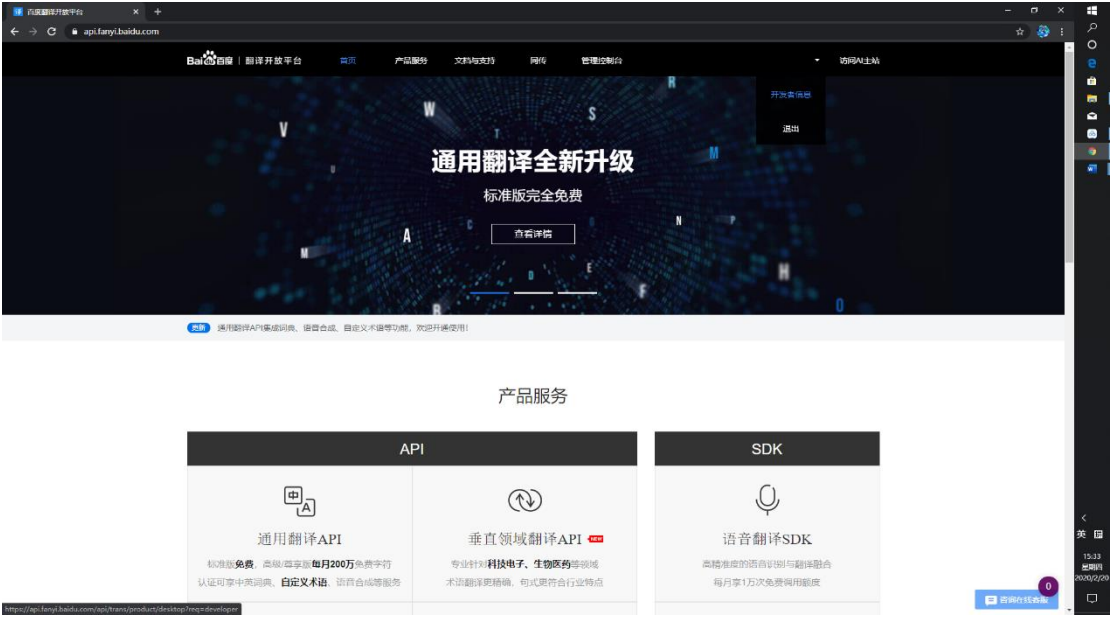 百度翻译开放平台
api.fanyi.baidu.com
Bai百度 | 翻译开放平台 首页 产品服务 文档与支持 同传 管理控制台 访问AI主站
开发者信息
退出
通用翻译全新升级
标准版完全免费
查看详情
W
S
R
V
T
U
M
A
C
N
P
M
D
E
H
F
B
O
更新 通用翻译API集成词典、语音合成、自定义术语等功能，欢迎开通使用！
产品服务
API
SDK
中
A
通用翻译API
标准版免费，高级/尊享版每月200万免费字符
认证可享中英词典、自定义术语、语音合成等服务
垂直领域翻译API NEW
专业针对科技电子、生物医药等领域
术语翻译更精确，句式更符合行业特点
语音翻译SDK
高精准度的语音识别与翻译融合
每月享1万次免费调用额度
0
咨询在线客服
https://api.fanyi.baidu.com/api/trans/product/desktop?req=developer
英
15:33
星期四
2020/2/20